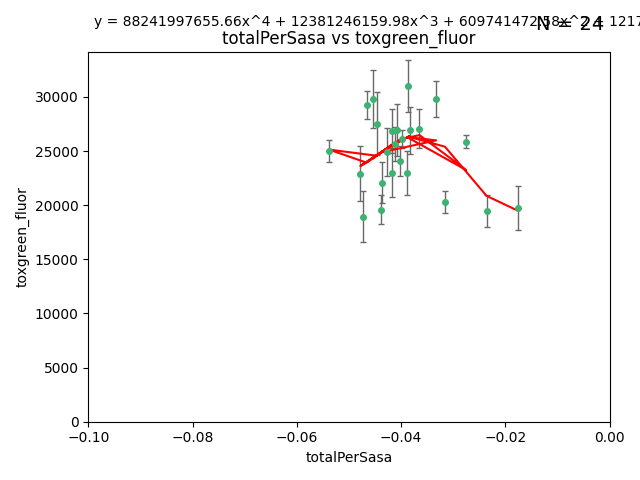 y = 88241997655.66x^4 + 12381246159.98x^3 + 609741472.58x^2 + 1217
N = 24
totalPerSasa vs toxgreen_fluor
toxgreen_fluor
30000
25000
20000
15000
10000
5000
0
−0.10 −0.08 −0.06 −0.04 −0.02 0.00
totalPerSasa